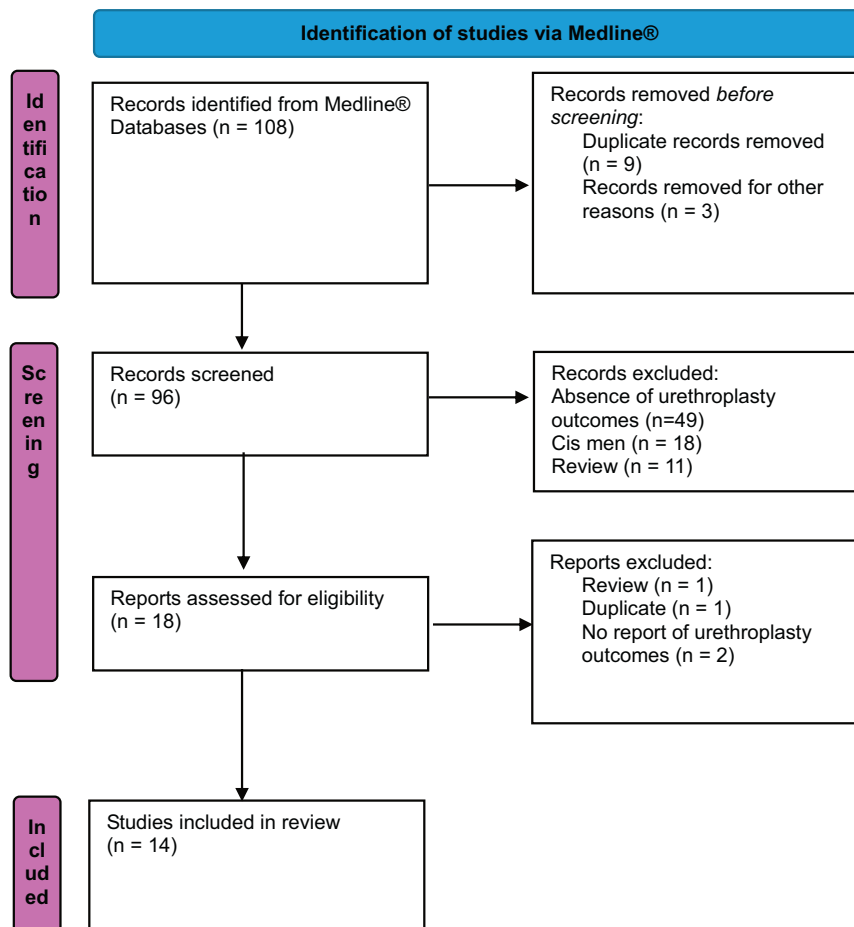 Identification of studies via Medline®
Id
en
tifi
ca
tio
n
Records identified from Medline®
Databases (n = 108)
Records removed before
screening:
Duplicate records removed
(n = 9)
Records removed for other
reasons (n = 3)
Sc
re
en
in
g
Records screened
(n = 96)
Records excluded:
Absence of urethroplasty
outcomes (n=49)
Cis men (n = 18)
Review (n = 11)
Reports assessed for eligibility
(n = 18)
Reports excluded:
Review (n = 1)
Duplicate (n = 1)
No report of urethroplasty
outcomes (n = 2)
In
cl
ud
ed
Studies included in review
(n = 14)